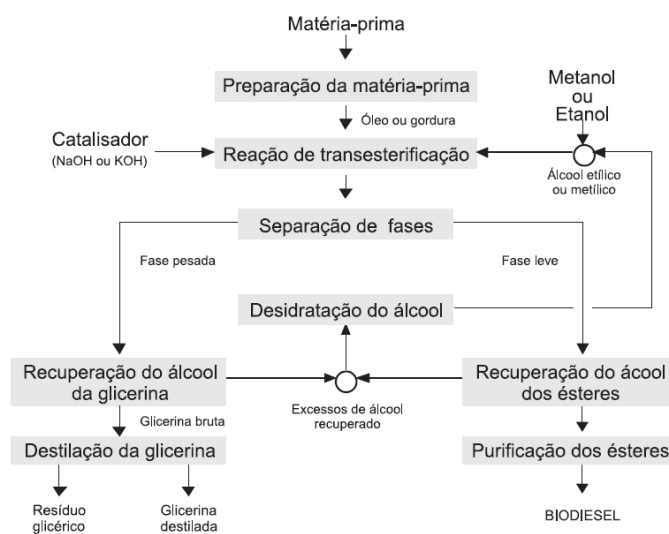 Matéria-prima
Preparação da matéria-prima
Metanol
ou
Etanol
Óleo ou gordura
Catalisador
(NaOH ou KOH)
Reação de transesterificação
Álcool etílico
ou metílico
Separação de fases
Fase pesada
Fase leve
Desidratação do álcool
Recuperação do álcool
da glicerina
Excessos de álcool
recuperado
Recuperação do ácool
dos ésteres
Glicerina bruta
Destilação da glicerina
Purificação dos ésteres
Resíduo
glicérico
Glicerina
destilada
BIODIESEL